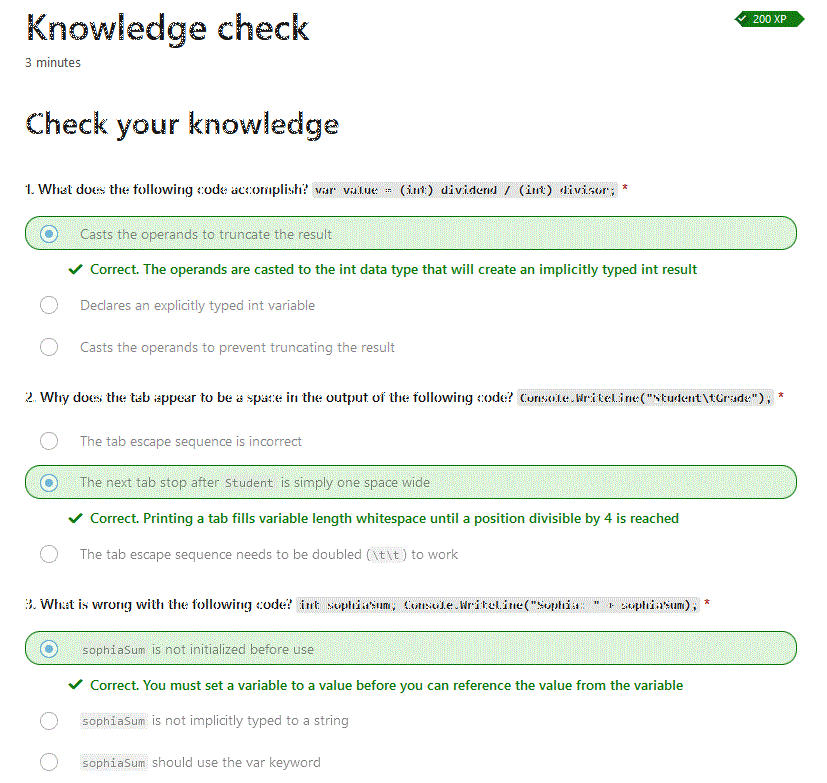 Knowledge check
200 XP
3 minutes
Check your knowledge
1. What does the following code accomplish? var value = (int) dividend / (int) divisor; *
Casts the operands to truncate the result
Correct. The operands are casted to the int data type that will create an implicitly typed int result
Declares an explicitly typed int variable
Casts the operands to prevent truncating the result
2. Why does the tab appear to be a space in the output of the following code? Console.WriteLine("Student\tGrade"); *
The tab escape sequence is incorrect
The next tab stop after Student is simply one space wide
Correct. Printing a tab fills variable length whitespace until a position divisible by 4 is reached
The tab escape sequence needs to be doubled (\t\t) to work
3. What is wrong with the following code? int sophiaSum; Console.WriteLine("Sophia: " + sophiaSum); *
sophiaSum is not initialized before use
Correct. You must set a variable to a value before you can reference the value from the variable
sophiaSum is not implicitly typed to a string
sophiaSum should use the var keyword